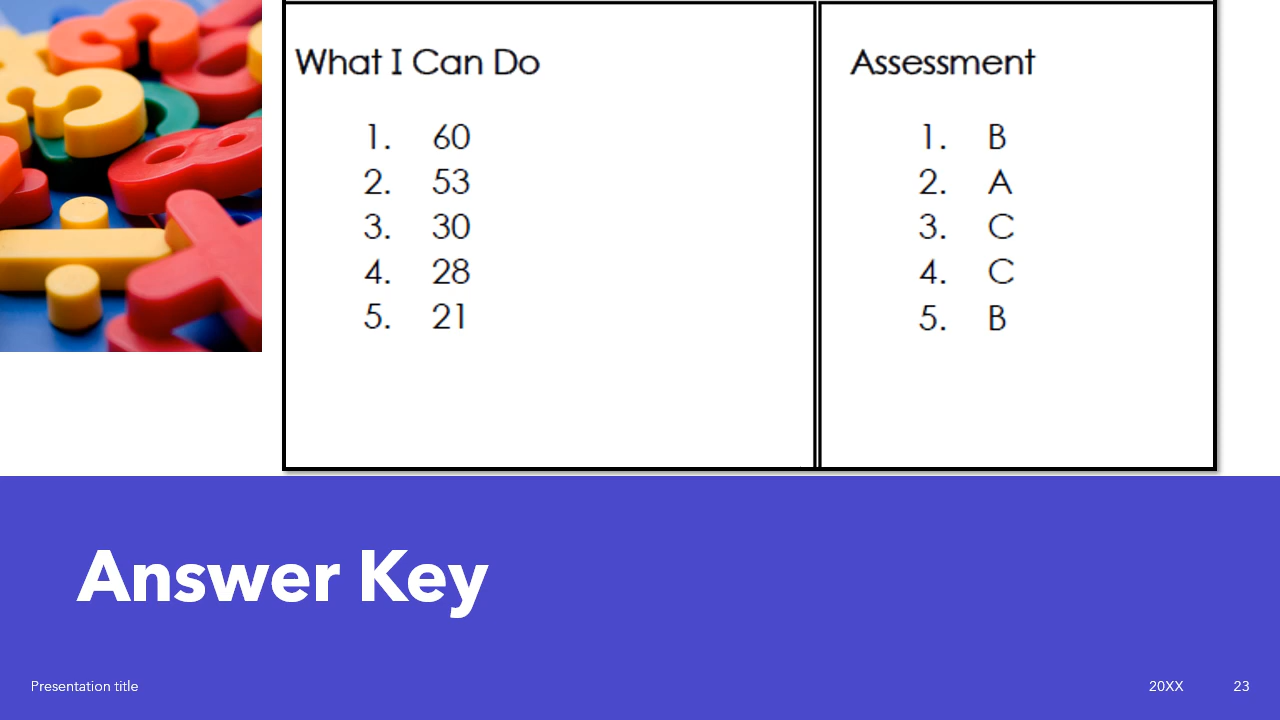 What I Can Do
1. 60
2. 53
3. 30
4. 28
5. 21
Assessment
1. B
2. A
3. C
4. C
5. B
Answer Key
Presentation title
20XX
23